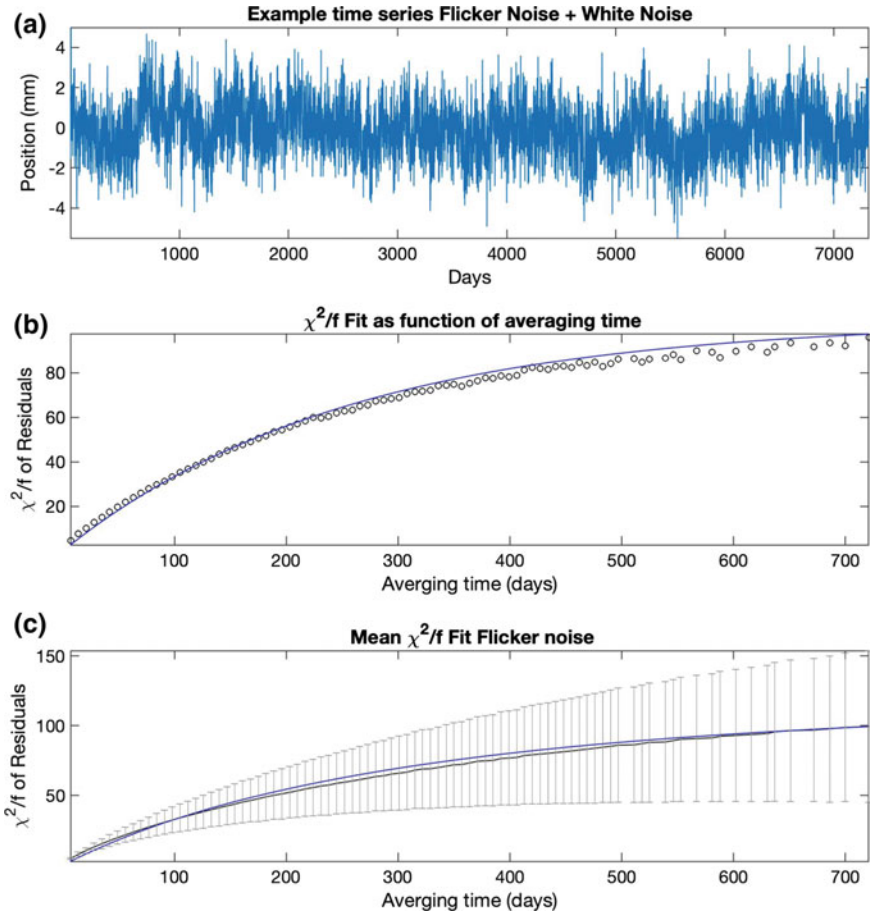 (a)
Example time series Flicker Noise + White Noise
Position (mm)
4
2
0
-2
-4
1000 2000 3000 4000 5000 6000 7000
Days
(b)
χ²/f Fit as function of averaging time
χ²/f of Residuals
80
60
40
20
100 200 300 400 500 600 700
Averging time (days)
(c)
Mean χ²/f Fit Flicker noise
χ²/f of Residuals
150
100
50
100 200 300 400 500 600 700
Averging time (days)